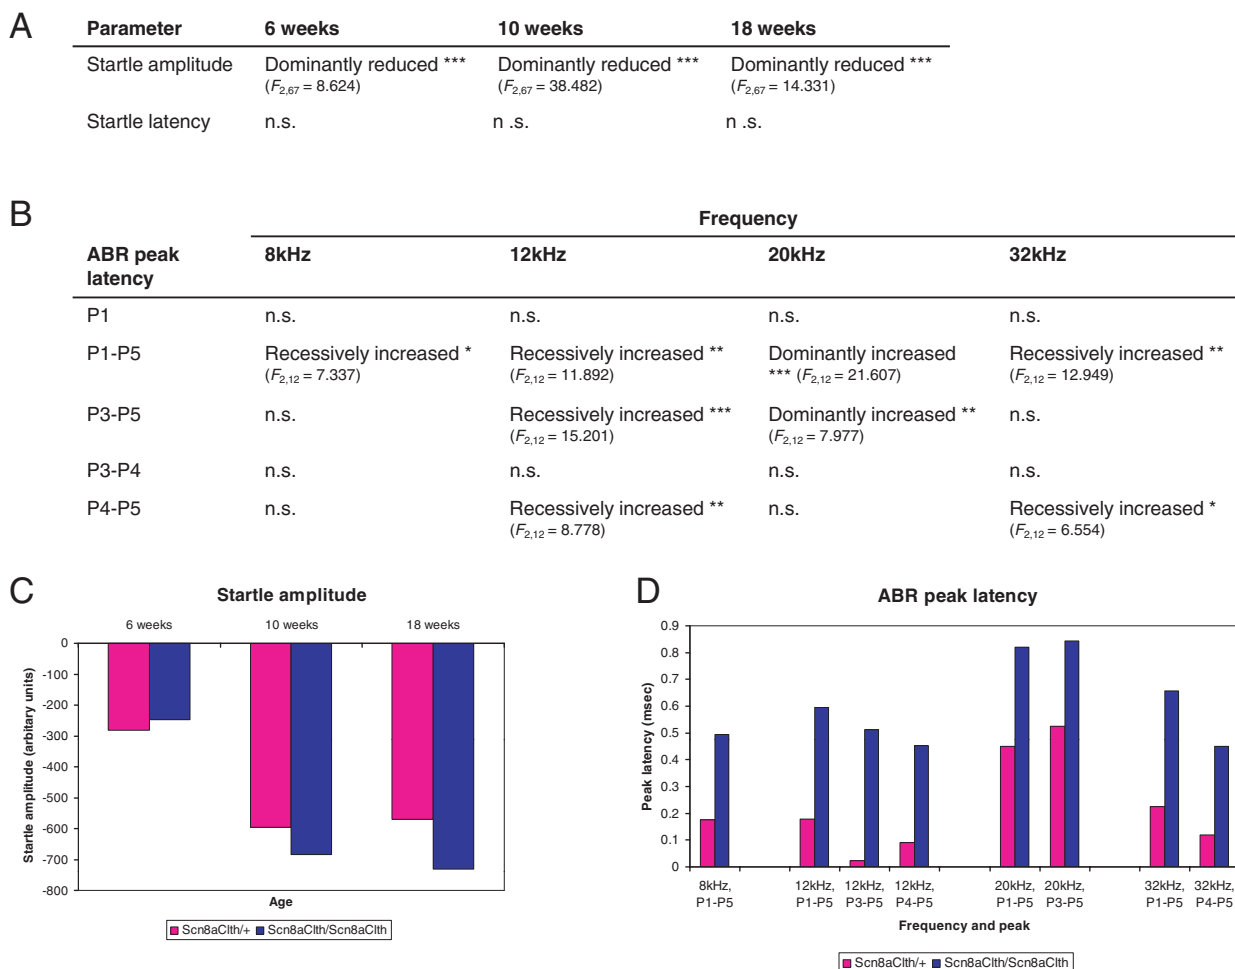 A
Parameter 6 weeks 10 weeks 18 weeks
Startle amplitude Dominantly reduced *** Dominantly reduced *** Dominantly reduced ***
(F2,67 = 8.624) (F2,67 = 38.482) (F2,67 = 14.331)
Startle latency n.s. n .s. n .s.
B
Frequency
ABR peak 8kHz 12kHz 20kHz 32kHz
latency
P1 n.s. n.s. n.s. n.s.
P1-P5 Recessively increased * Recessively increased ** Dominantly increased Recessively increased **
(F2,12 = 7.337) (F2,12 = 11.892) *** (F2,12 = 21.607) (F2,12 = 12.949)
P3-P5 n.s. Recessively increased *** Dominantly increased ** n.s.
(F2,12 = 15.201) (F2,12 = 7.977)
P3-P4 n.s. n.s. n.s. n.s.
P4-P5 n.s. Recessively increased ** n.s. Recessively increased *
(F2,12 = 8.778) (F2,12 = 6.554)
C
Startle amplitude
6 weeks 10 weeks 18 weeks
0
-100
-200
-300
-400
-500
-600
-700
-800
Startle amplitude (arbitary units)
Age
Scn8aClth/+ Scn8aClth/Scn8aClth
D
ABR peak latency
0.9
0.8
0.7
0.6
0.5
0.4
0.3
0.2
0.1
0
Peak latency (msec)
8kHz, 12kHz, 12kHz, 12kHz, 20kHz, 20kHz, 32kHz, 32kHz,
P1-P5 P1-P5 P3-P5 P4-P5 P1-P5 P3-P5 P1-P5 P4-P5
Frequency and peak
Scn8aClth/+ Scn8aClth/Scn8aClth